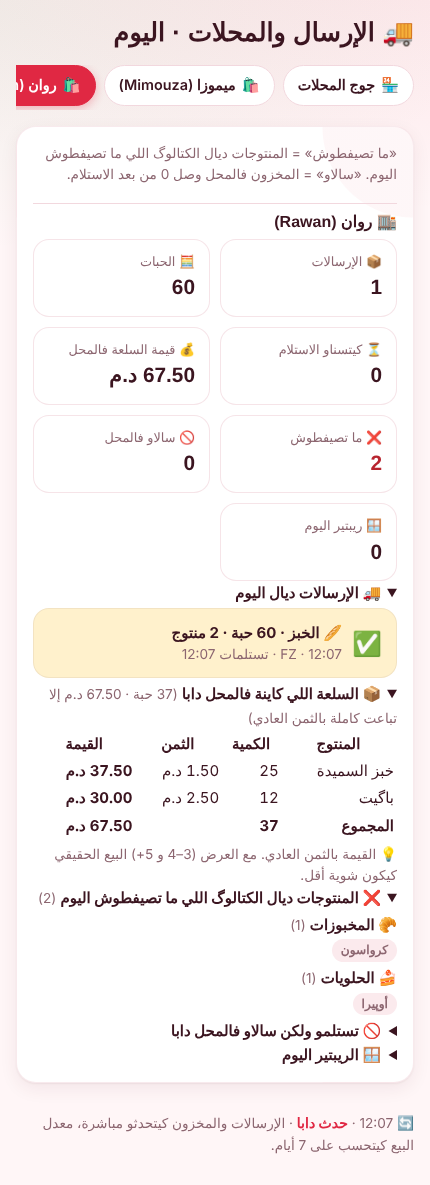 🚚 الإرسال والمحلات · اليوم
🏪 جوج المحلات
🛍️ ميموزا (Mimouza)
🛍️ روان
«ما تصيفطوش» = المنتوجات ديال الكتالوگ اللي ما تصيفطوش
اليوم. «سالاو» = المخزون فالمحل وصل 0 من بعد الاستلام.
🏬 روان (Rawan)
📦 الإرسالات
1
🧮 الحبات
60
⏳ كيتسناو الاستلام
0
💰 قيمة السلعة فالمحل
67.50 د.م
❌ ما تصيفطوش
2
🚫 سالاو فالمحل
0
🪟 ريبتير اليوم
0
▼ 🚚 الإرسالات ديال اليوم
✅ 🥖 الخبز · 60 حبة · 2 منتوج
12:07 · FZ · تستلمات 12:07
▼ 📦 السلعة اللي كاينة فالمحل دابا (37 حبة · 67.50 د.م إلا
تباعت كاملة بالثمن العادي)
المنتوج الكمية الثمن القيمة
خبز السميدة 25 1.50 د.م 37.50 د.م
باگيت 12 2.50 د.م 30.00 د.م
المجموع 37 67.50 د.م
💡 القيمة بالثمن العادي. مع العرض (3–4 و 5+) البيع الحقيقي
كيكون شوية أقل.
▼ ❌ المنتوجات ديال الكتالوگ اللي ما تصيفطوش اليوم (2)
🥐 المخبوزات (1)
كرواسون
🍰 الحلويات (1)
أوپيرا
◀ 🚫 تستلمو ولكن سالاو فالمحل دابا
◀ 🪟 الريبتير اليوم
🔄 12:07 · حدث دابا · الإرسالات والمخزون كيتحدثو مباشرة، معدل
البيع كيتحسب على 7 أيام.